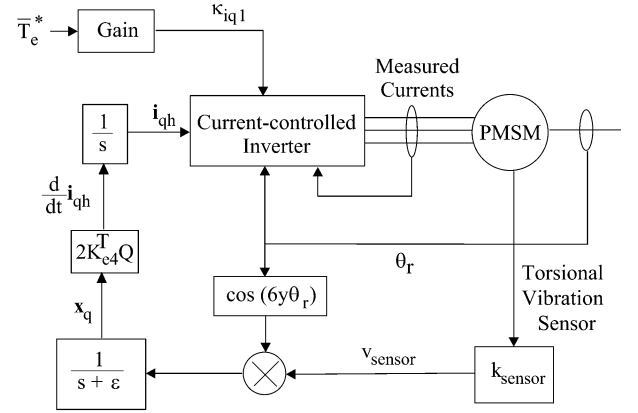 T̅e* Gain κiq1
Measured
Currents
1/s iqh Current-controlled
Inverter
PMSM
d/dt iqh
2K^T_e4 Q
θr
cos (6yθr)
Torsional
Vibration
Sensor
xq
1/(s + ε)
vsensor
ksensor